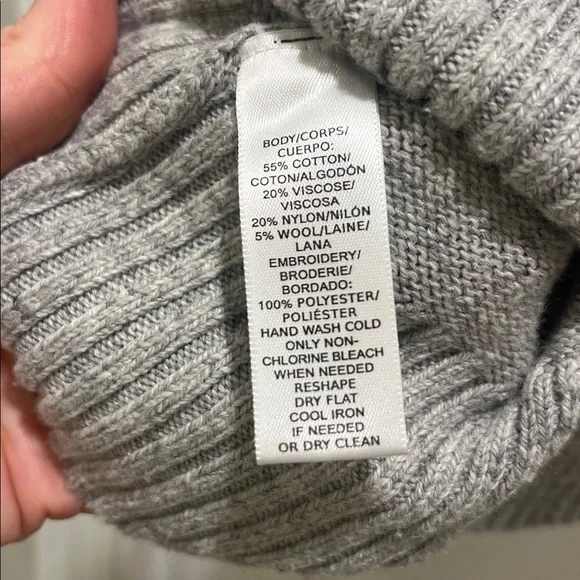 BODY/CORPS/
CUERPO:
55% COTTON/
COTON/ALGODÓN
20% VISCOSE/
VISCOSA
20% NYLON/NILÓN
5% WOOL/LAINE/
LANA
EMBROIDERY/
BRODERIE/
BORDADO:
100% POLYESTER/
POLIÉSTER
HAND WASH COLD
ONLY NON-
CHLORINE BLEACH
WHEN NEEDED
RESHAPE
DRY FLAT
COOL IRON
IF NEEDED
OR DRY CLEAN